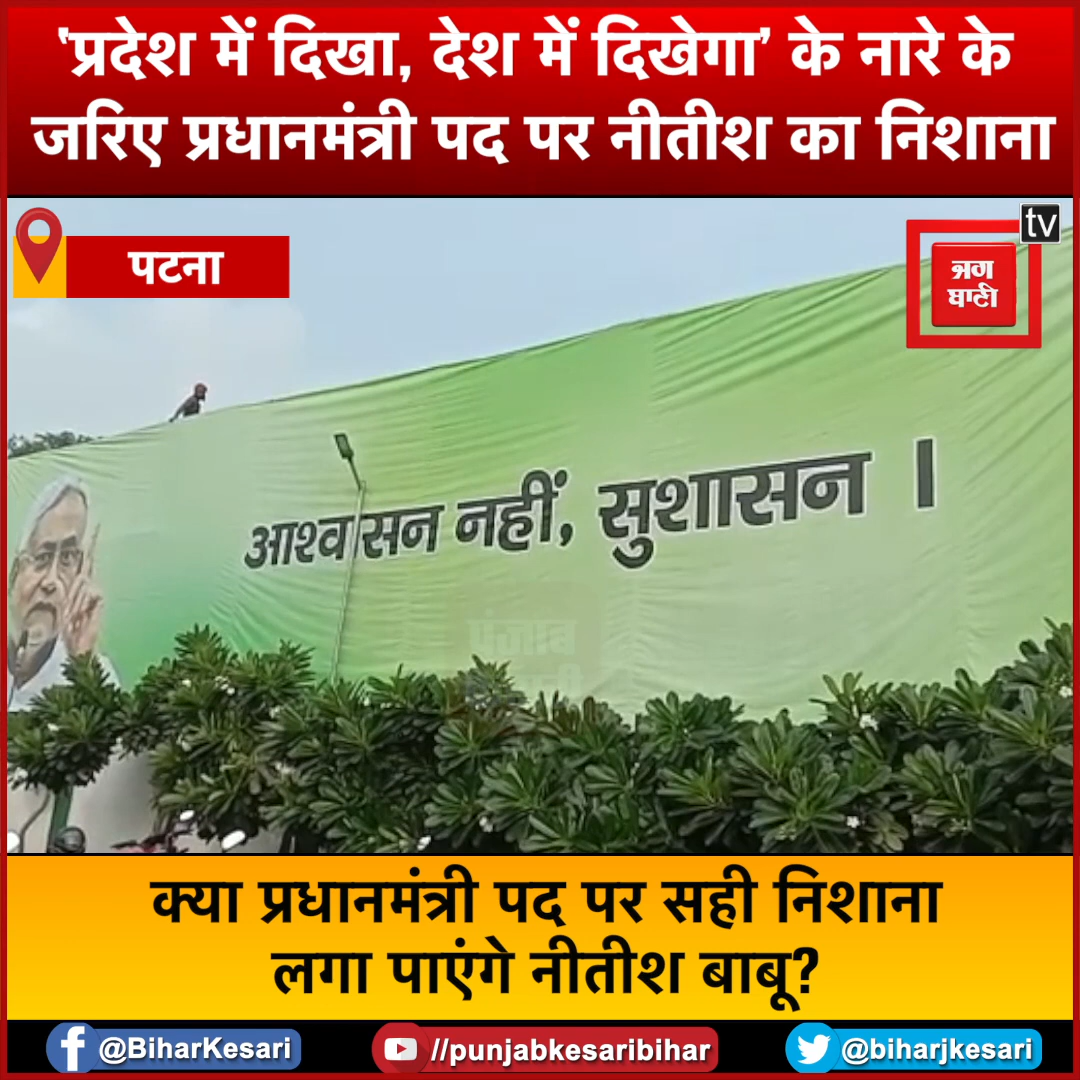 'प्रदेश में दिखा, देश में दिखेगा' के नारे के
जरिए प्रधानमंत्री पद पर नीतीश का निशाना
tv
पटना
आश्वासन नहीं, सुशासन ।
पंजाब
क्या प्रधानमंत्री पद पर सही निशाना
लगा पाएंगे नीतीश बाबू?
@BiharKesari
//punjabkesaribihar
@biharjkesari